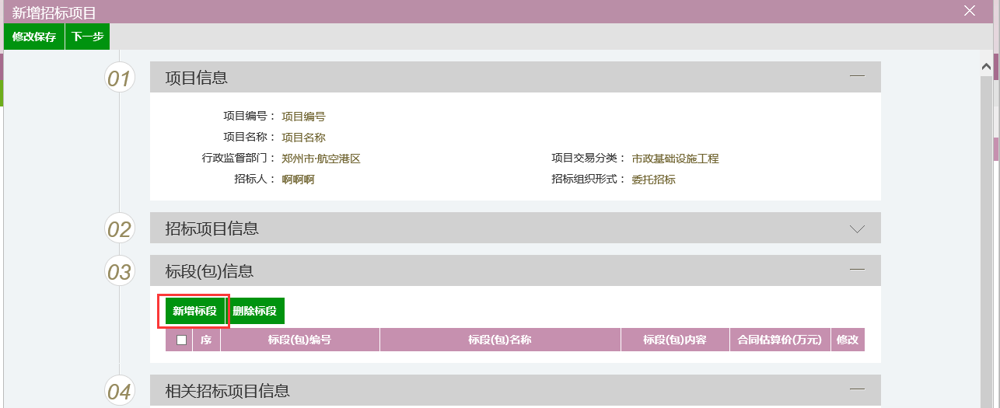 新增招标项目
修改保存 下一步
01 项目信息
项目编号： 项目编号
项目名称： 项目名称
行政监督部门： 郑州市·航空港区 项目交易分类： 市政基础设施工程
招标人： 啊啊啊 招标组织形式： 委托招标
02 招标项目信息
03 标段(包)信息
新增标段 删除标段
序 标段(包)编号 标段(包)名称 标段(包)内容 合同估算价(万元) 修改
04 相关招标项目信息